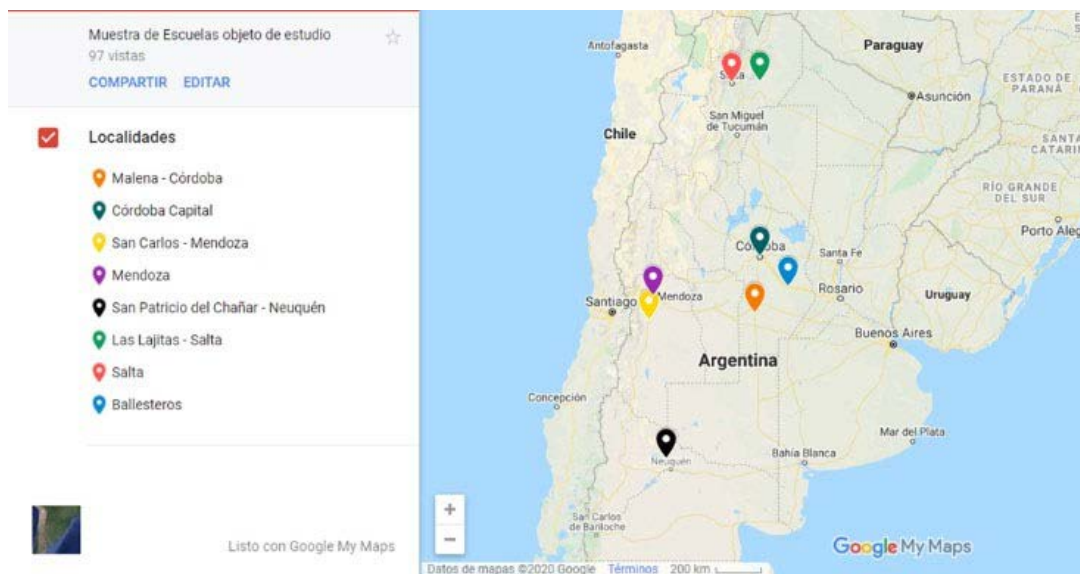 Muestra de Escuelas objeto de estudio
97 vistas
COMPARTIR EDITAR
Localidades
Malena - Córdoba
Córdoba Capital
San Carlos - Mendoza
Mendoza
San Patricio del Chañar - Neuquén
Las Lajitas - Salta
Salta
Ballesteros
Listo con Google My Maps
Antofagasta
Paraguay
ESTADO DE
PARANÁ
Asunción
San Miguel
de Tucumán
Chile
SANTA
CATARI
RÍO GRANDE
DEL SUR
Porto Aleg
Santa Fe
Mendoza
Rosario
Santiago
Uruguay
Buenos Aires
Argentina
Concepción
Mar del Plata
Bahía Blanca
Neuquén
San Carlos
de Bariloche
+
−
Google My Maps
Datos de mapas ©2020 Google Términos 200 km